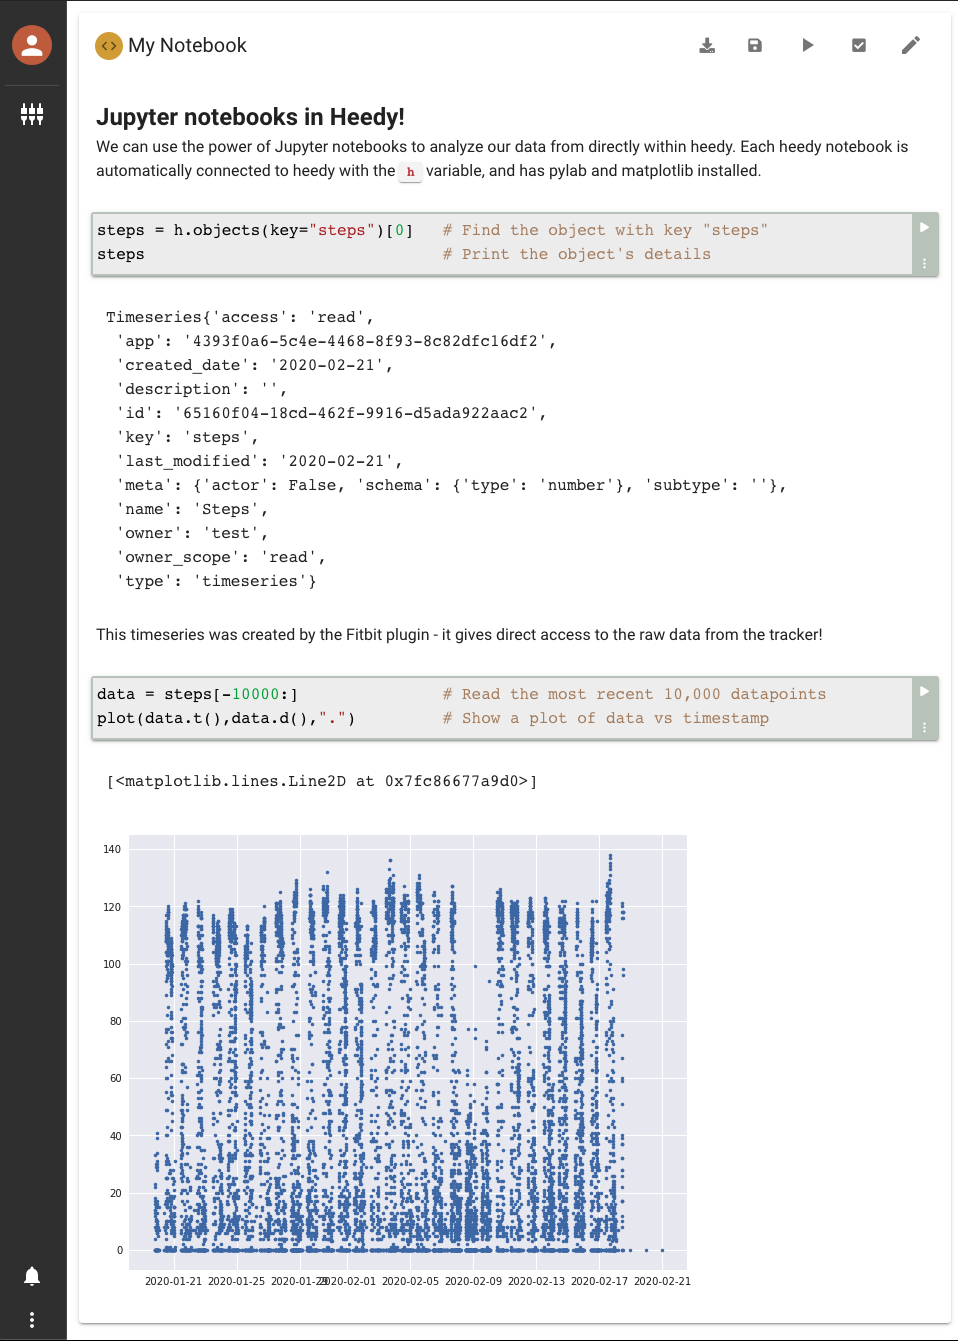 My Notebook
Jupyter notebooks in Heedy!
We can use the power of Jupyter notebooks to analyze our data from directly within heedy. Each heedy notebook is
automatically connected to heedy with the h variable, and has pylab and matplotlib installed.
steps = h.objects(key="steps")[0]   # Find the object with key "steps"
steps                               # Print the object's details
Timeseries{'access': 'read',
 'app': '4393f0a6-5c4e-4468-8f93-8c82dfc16df2',
 'created_date': '2020-02-21',
 'description': '',
 'id': '65160f04-18cd-462f-9916-d5ada922aac2',
 'key': 'steps',
 'last_modified': '2020-02-21',
 'meta': {'actor': False, 'schema': {'type': 'number'}, 'subtype': ''},
 'name': 'Steps',
 'owner': 'test',
 'owner_scope': 'read',
 'type': 'timeseries'}
This timeseries was created by the Fitbit plugin - it gives direct access to the raw data from the tracker!
data = steps[-10000:]               # Read the most recent 10,000 datapoints
plot(data.t(),data.d(),".")         # Show a plot of data vs timestamp
[<matplotlib.lines.Line2D at 0x7fc86677a9d0>]
140
120
100
80
60
40
20
0
2020-01-21 2020-01-25 2020-01-29 2020-02-01 2020-02-05 2020-02-09 2020-02-13 2020-02-17 2020-02-21